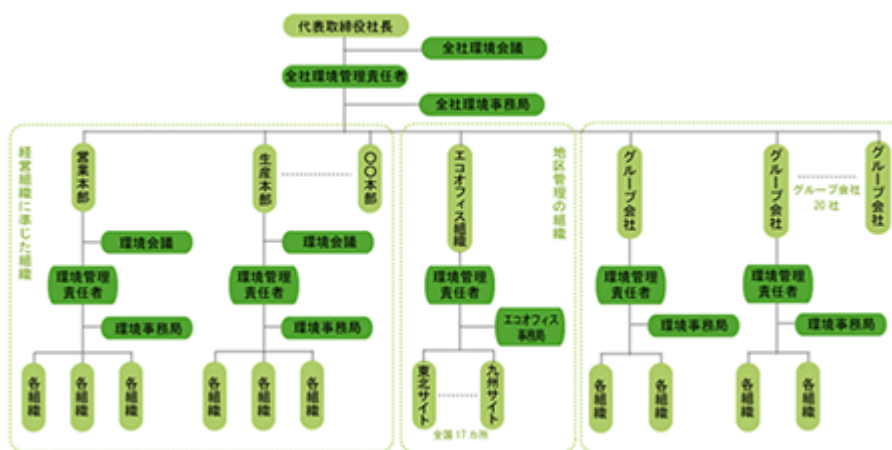 代表取締役社長
全社環境会議
全社環境管理責任者
全社環境事務局
経営組織に準じた組織
営業本部
環境会議
環境管理
責任者
環境事務局
各組織
各組織
各組織
生産本部
〇〇本部
環境会議
環境管理
責任者
環境事務局
各組織
各組織
各組織
地区管理の組織
エコオフィス組織
環境管理
責任者
エコオフィス
事務局
東北サイト
九州サイト
全国17カ所
グループ会社
環境管理
責任者
環境事務局
各組織
各組織
グループ会社
環境管理
責任者
環境事務局
各組織
各組織
グループ会社
20社
グループ会社